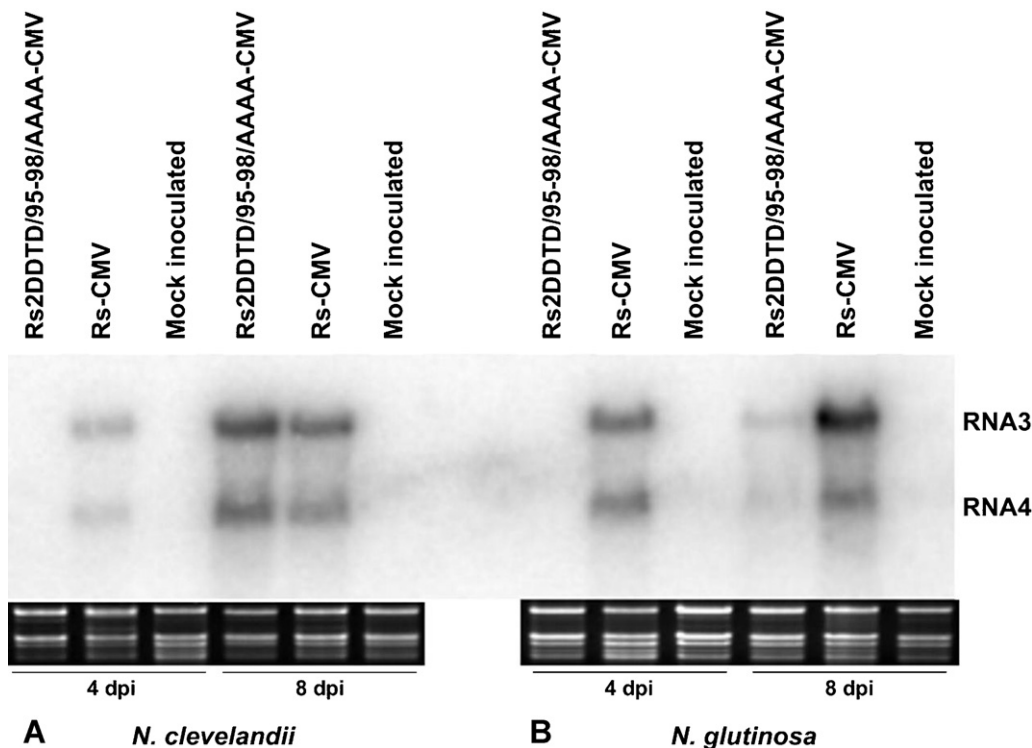 Rs2DDTD/95-98/AAAA-CMV
Rs-CMV
Mock inoculated
Rs2DDTD/95-98/AAAA-CMV
Rs-CMV
Mock inoculated
Rs2DDTD/95-98/AAAA-CMV
Rs-CMV
Mock inoculated
Rs2DDTD/95-98/AAAA-CMV
Rs-CMV
Mock inoculated
RNA3
RNA4
4 dpi
8 dpi
4 dpi
8 dpi
A N. clevelandii
B N. glutinosa